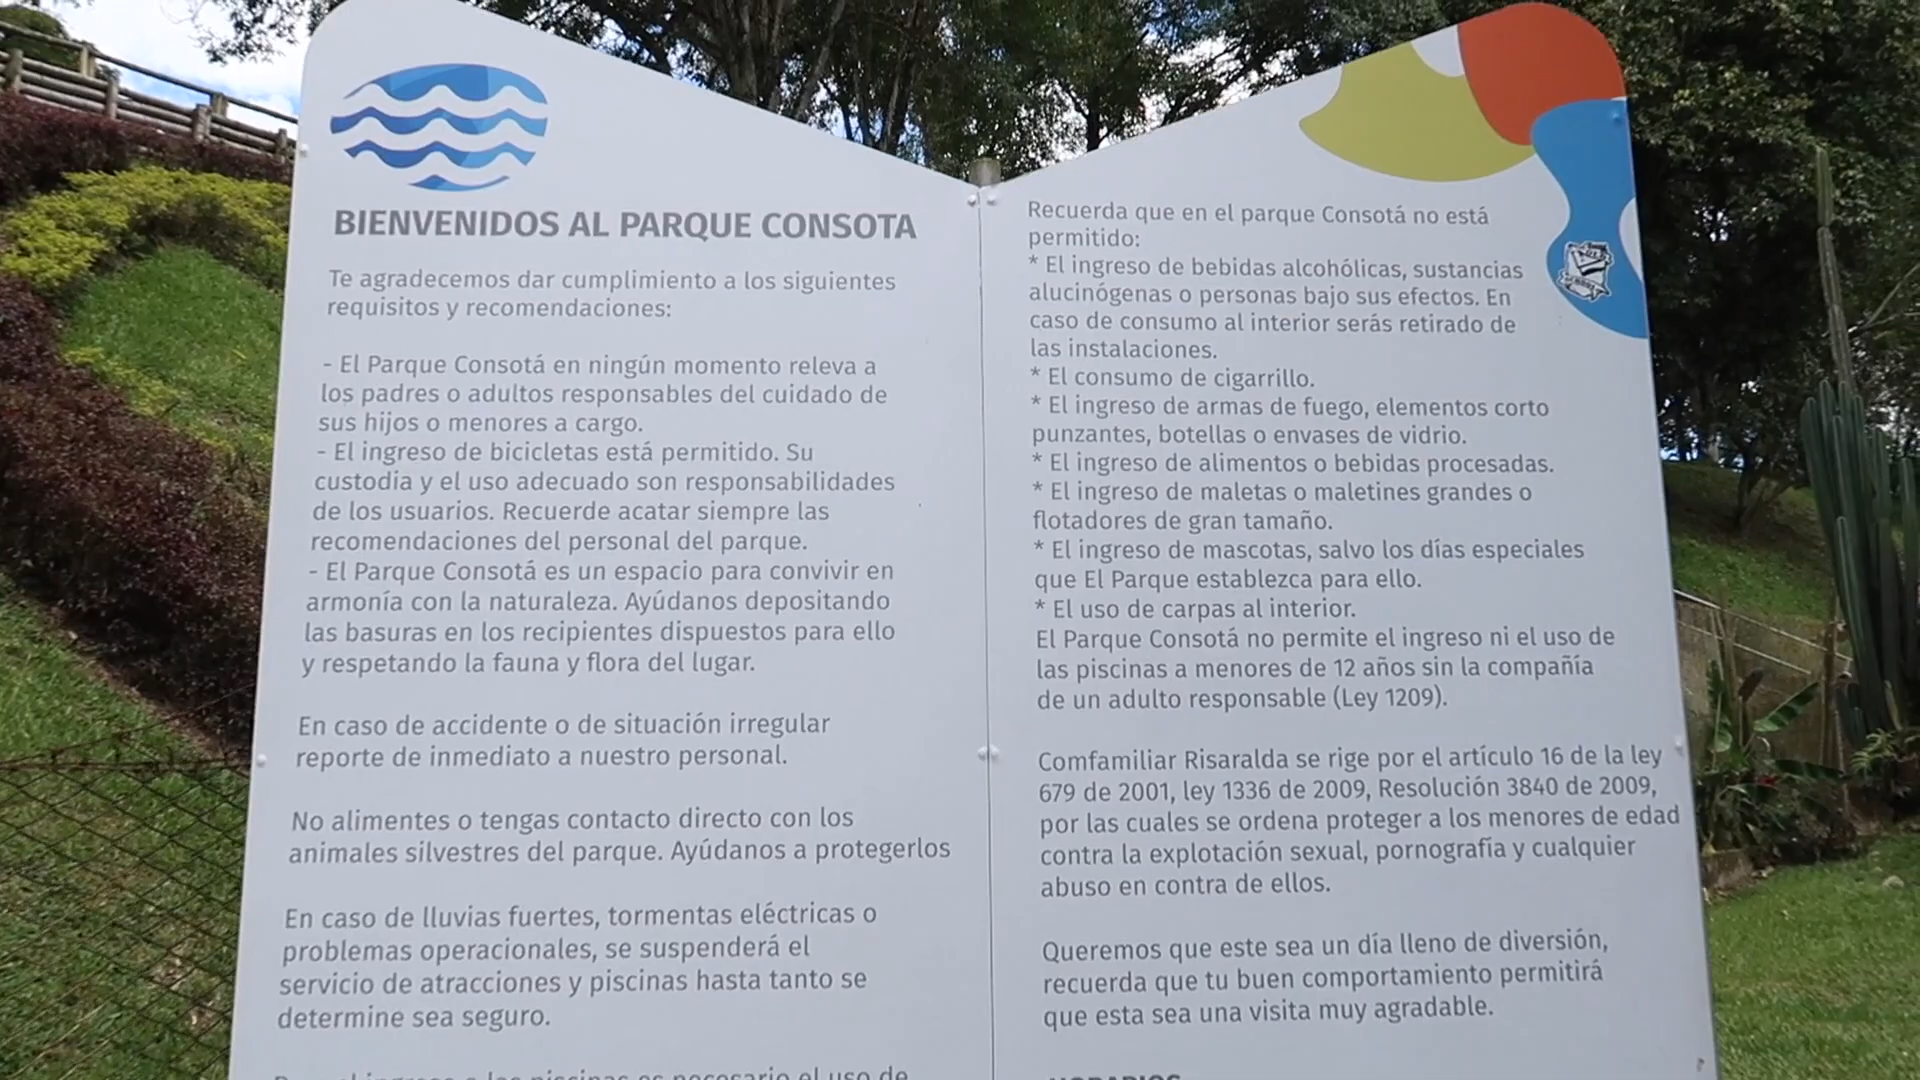 BIENVENIDOS AL PARQUE CONSOTA
Te agradecemos dar cumplimiento a los siguientes
requisitos y recomendaciones:
- El Parque Consotá en ningún momento releva a
los padres o adultos responsables del cuidado de
sus hijos o menores a cargo.
- El ingreso de bicicletas está permitido. Su
custodia y el uso adecuado son responsabilidades
de los usuarios. Recuerde acatar siempre las
recomendaciones del personal del parque.
- El Parque Consotá es un espacio para convivir en
armonía con la naturaleza. Ayúdanos depositando
las basuras en los recipientes dispuestos para ello
y respetando la fauna y flora del lugar.
En caso de accidente o de situación irregular
reporte de inmediato a nuestro personal.
No alimentes o tengas contacto directo con los
animales silvestres del parque. Ayúdanos a protegerlos
En caso de lluvias fuertes, tormentas eléctricas o
problemas operacionales, se suspenderá el
servicio de atracciones y piscinas hasta tanto se
determine sea seguro.
ingreso a las piscinas es necesario el uso de
Recuerda que en el parque Consotá no está
permitido:
* El ingreso de bebidas alcohólicas, sustancias
alucinógenas o personas bajo sus efectos. En
caso de consumo al interior serás retirado de
las instalaciones.
* El consumo de cigarrillo.
* El ingreso de armas de fuego, elementos corto
punzantes, botellas o envases de vidrio.
* El ingreso de alimentos o bebidas procesadas.
* El ingreso de maletas o maletines grandes o
flotadores de gran tamaño.
* El ingreso de mascotas, salvo los días especiales
que El Parque establezca para ello.
* El uso de carpas al interior.
El Parque Consotá no permite el ingreso ni el uso de
las piscinas a menores de 12 años sin la compañía
de un adulto responsable (Ley 1209).
Comfamiliar Risaralda se rige por el artículo 16 de la ley
679 de 2001, ley 1336 de 2009, Resolución 3840 de 2009,
por las cuales se ordena proteger a los menores de edad
contra la explotación sexual, pornografía y cualquier
abuso en contra de ellos.
Queremos que este sea un día lleno de diversión,
recuerda que tu buen comportamiento permitirá
que esta sea una visita muy agradable.
HORARIOS